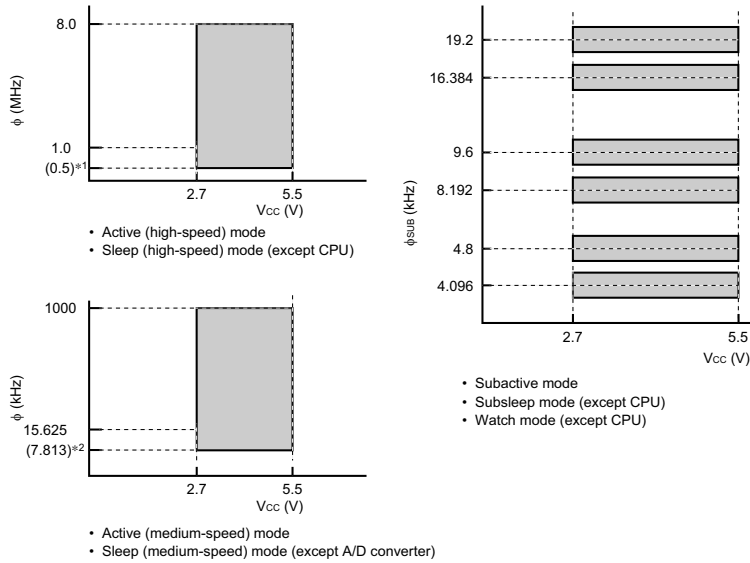 8.0
φ (MHz)
1.0
(0.5)*1
2.7
5.5
VCC (V)
• Active (high-speed) mode
• Sleep (high-speed) mode (except CPU)
1000
φ (kHz)
15.625
(7.813)*2
2.7
5.5
VCC (V)
• Active (medium-speed) mode
• Sleep (medium-speed) mode (except A/D converter)
19.2
16.384
9.6
8.192
φSUB (kHz)
4.8
4.096
2.7
5.5
VCC (V)
• Subactive mode
• Subsleep mode (except CPU)
• Watch mode (except CPU)